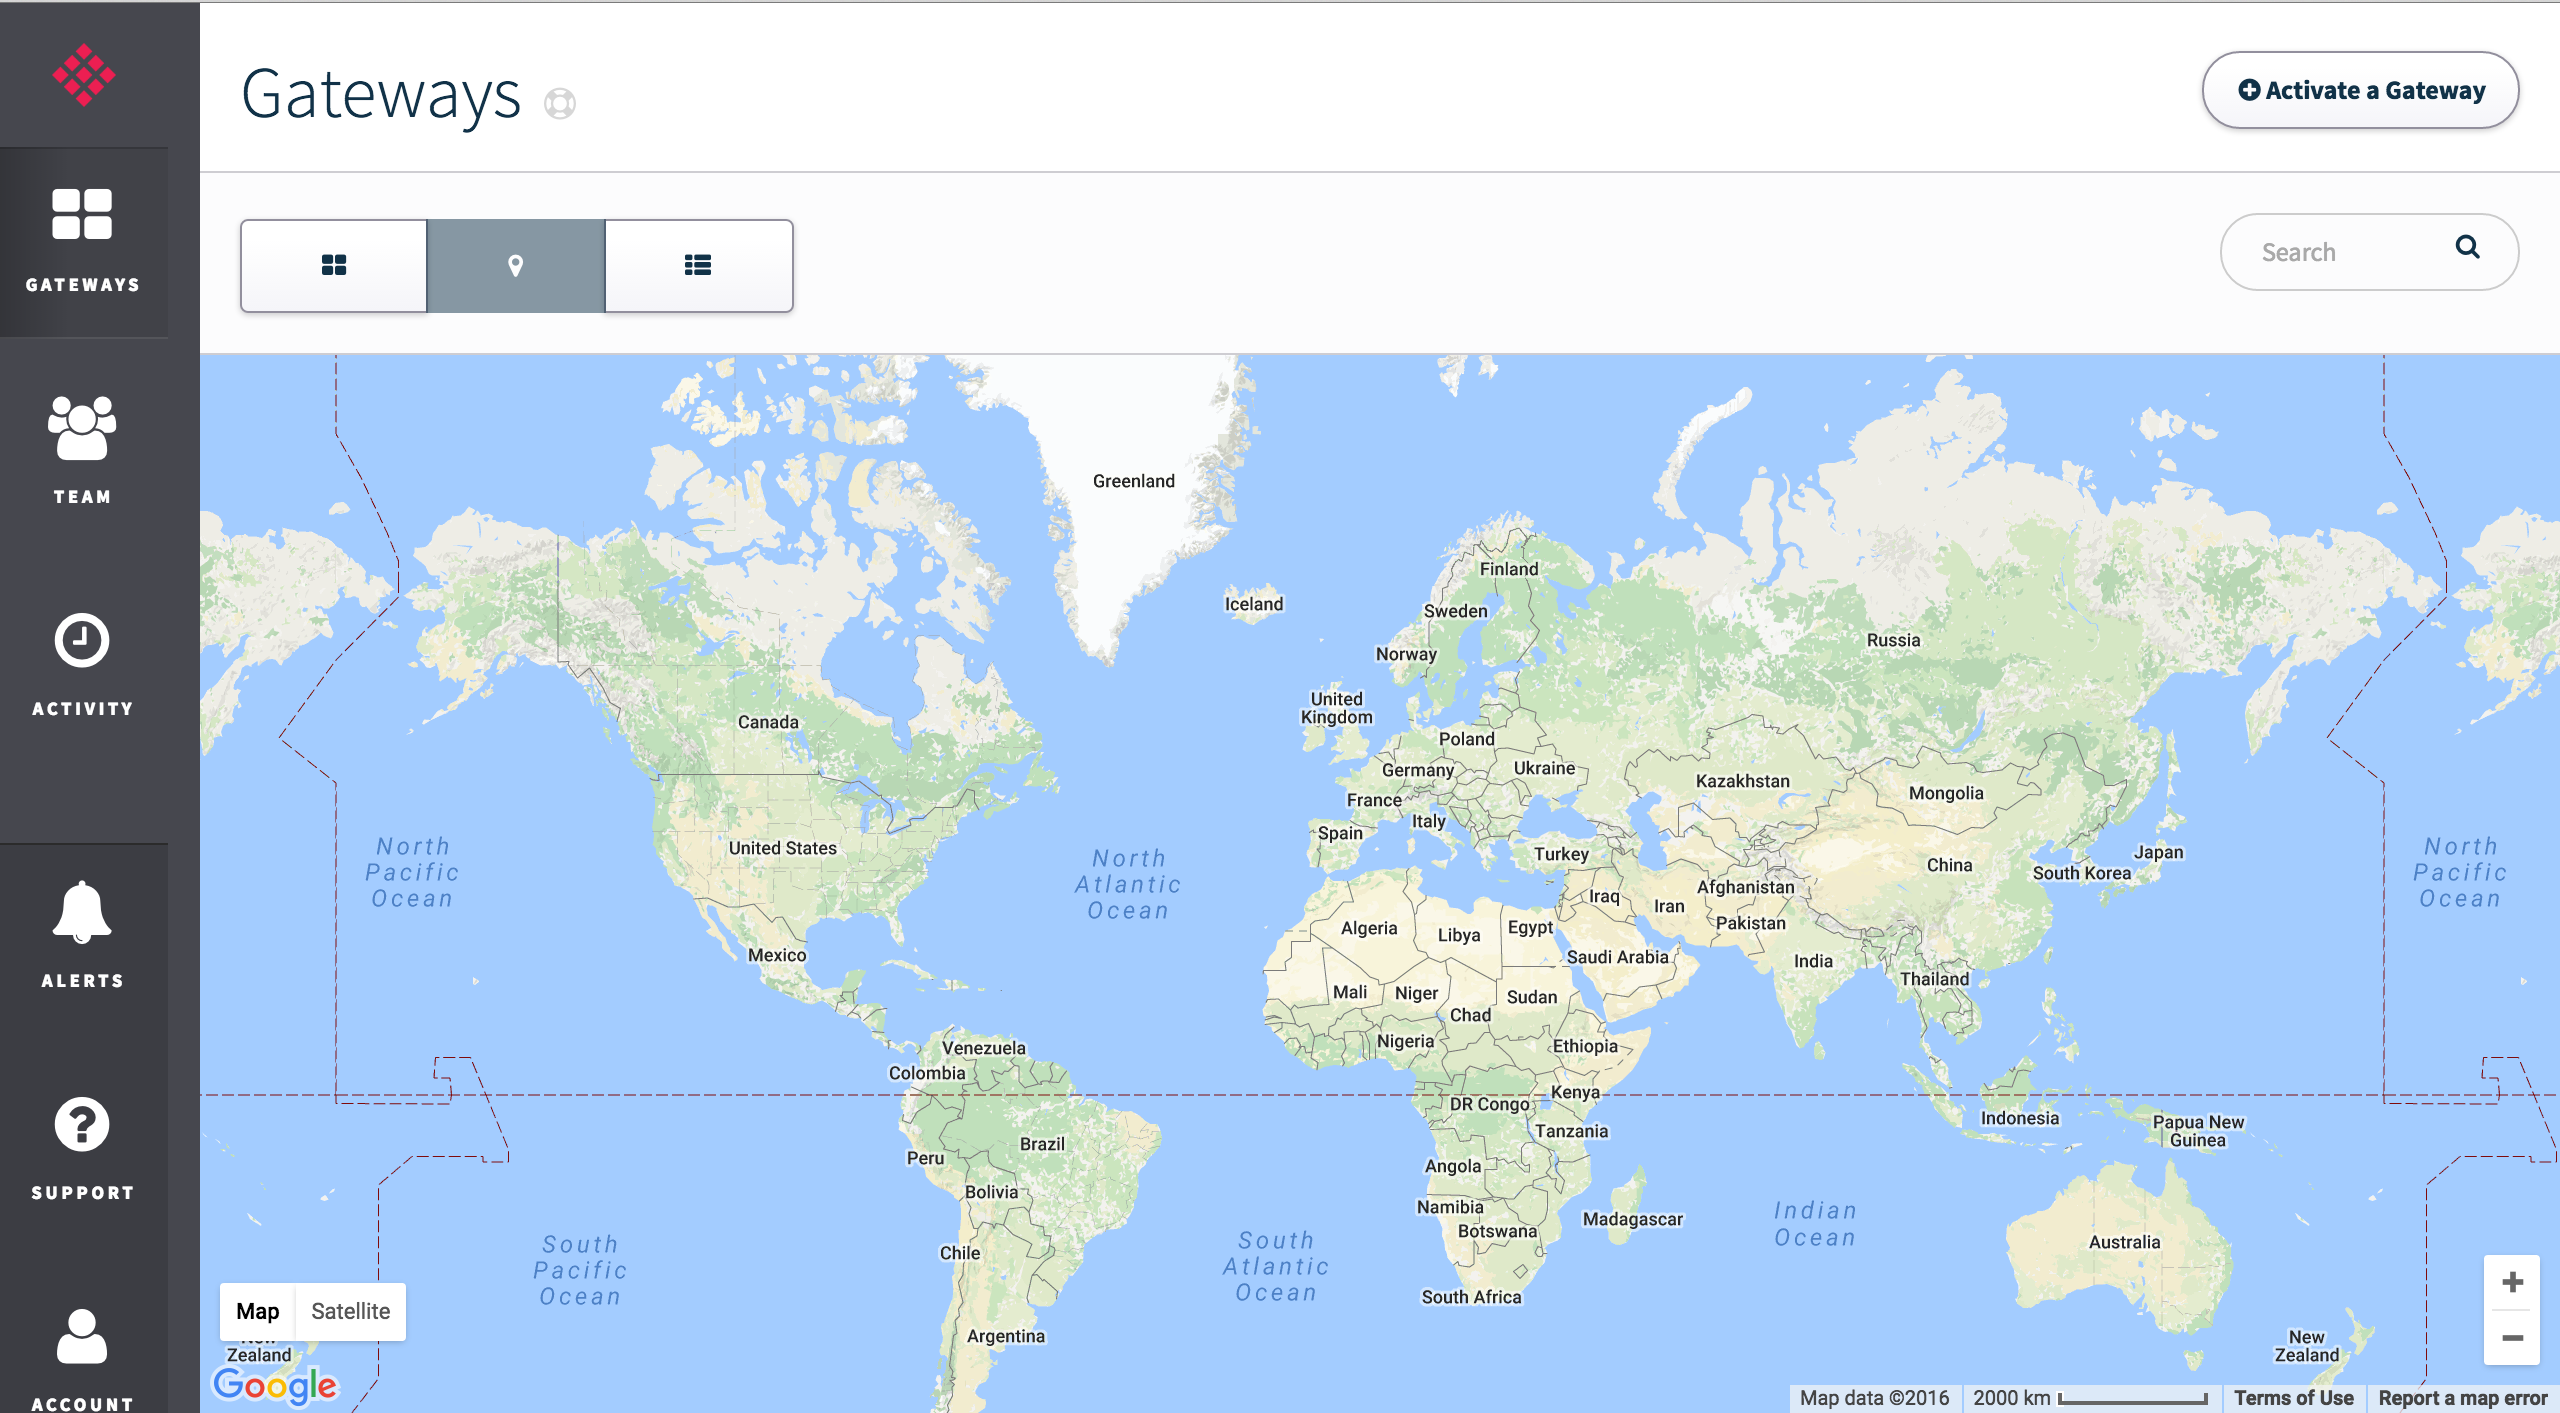 Gateways
Activate a Gateway
GATEWAYS
TEAM
ACTIVITY
ALERTS
SUPPORT
ACCOUNT
Search
Greenland
Iceland
Finland
Sweden
Norway
Russia
United
Kingdom
Canada
Poland
Germany
Ukraine
Kazakhstan
Mongolia
France
Italy
Spain
United States
Turkey
China
Japan
South Korea
North
Pacific
Ocean
North
Atlantic
Ocean
North
Pacific
Ocean
Afghanistan
Iraq
Iran
Pakistan
Algeria
Libya
Egypt
Saudi Arabia
India
Mexico
Thailand
Mali
Niger
Sudan
Chad
Nigeria
Ethiopia
Venezuela
Colombia
Kenya
DR Congo
Indonesia
Papua New
Guinea
Tanzania
Brazil
Peru
Angola
Bolivia
Namibia
Madagascar
Botswana
Indian
Ocean
Chile
South
Pacific
Ocean
South
Atlantic
Ocean
Australia
South Africa
Argentina
Map
Satellite
New
Zealand
New
Zealand
Google
Map data ©2016
2000 km
Terms of Use
Report a map error